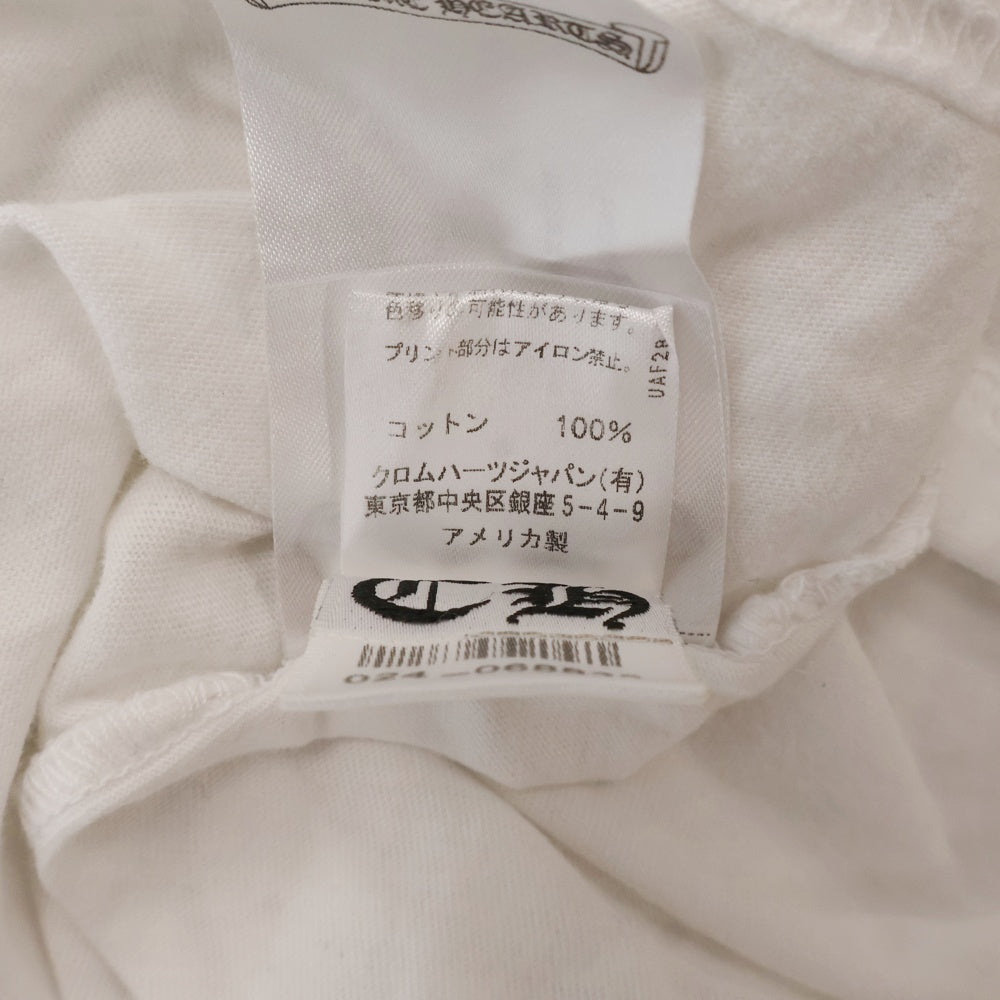 HEARTS
色移りの可能性があります。
プリント部分はアイロン禁止。
UAF2B
コットン 100%
クロムハーツジャパン(有)
東京都中央区銀座5-4-9
アメリカ製